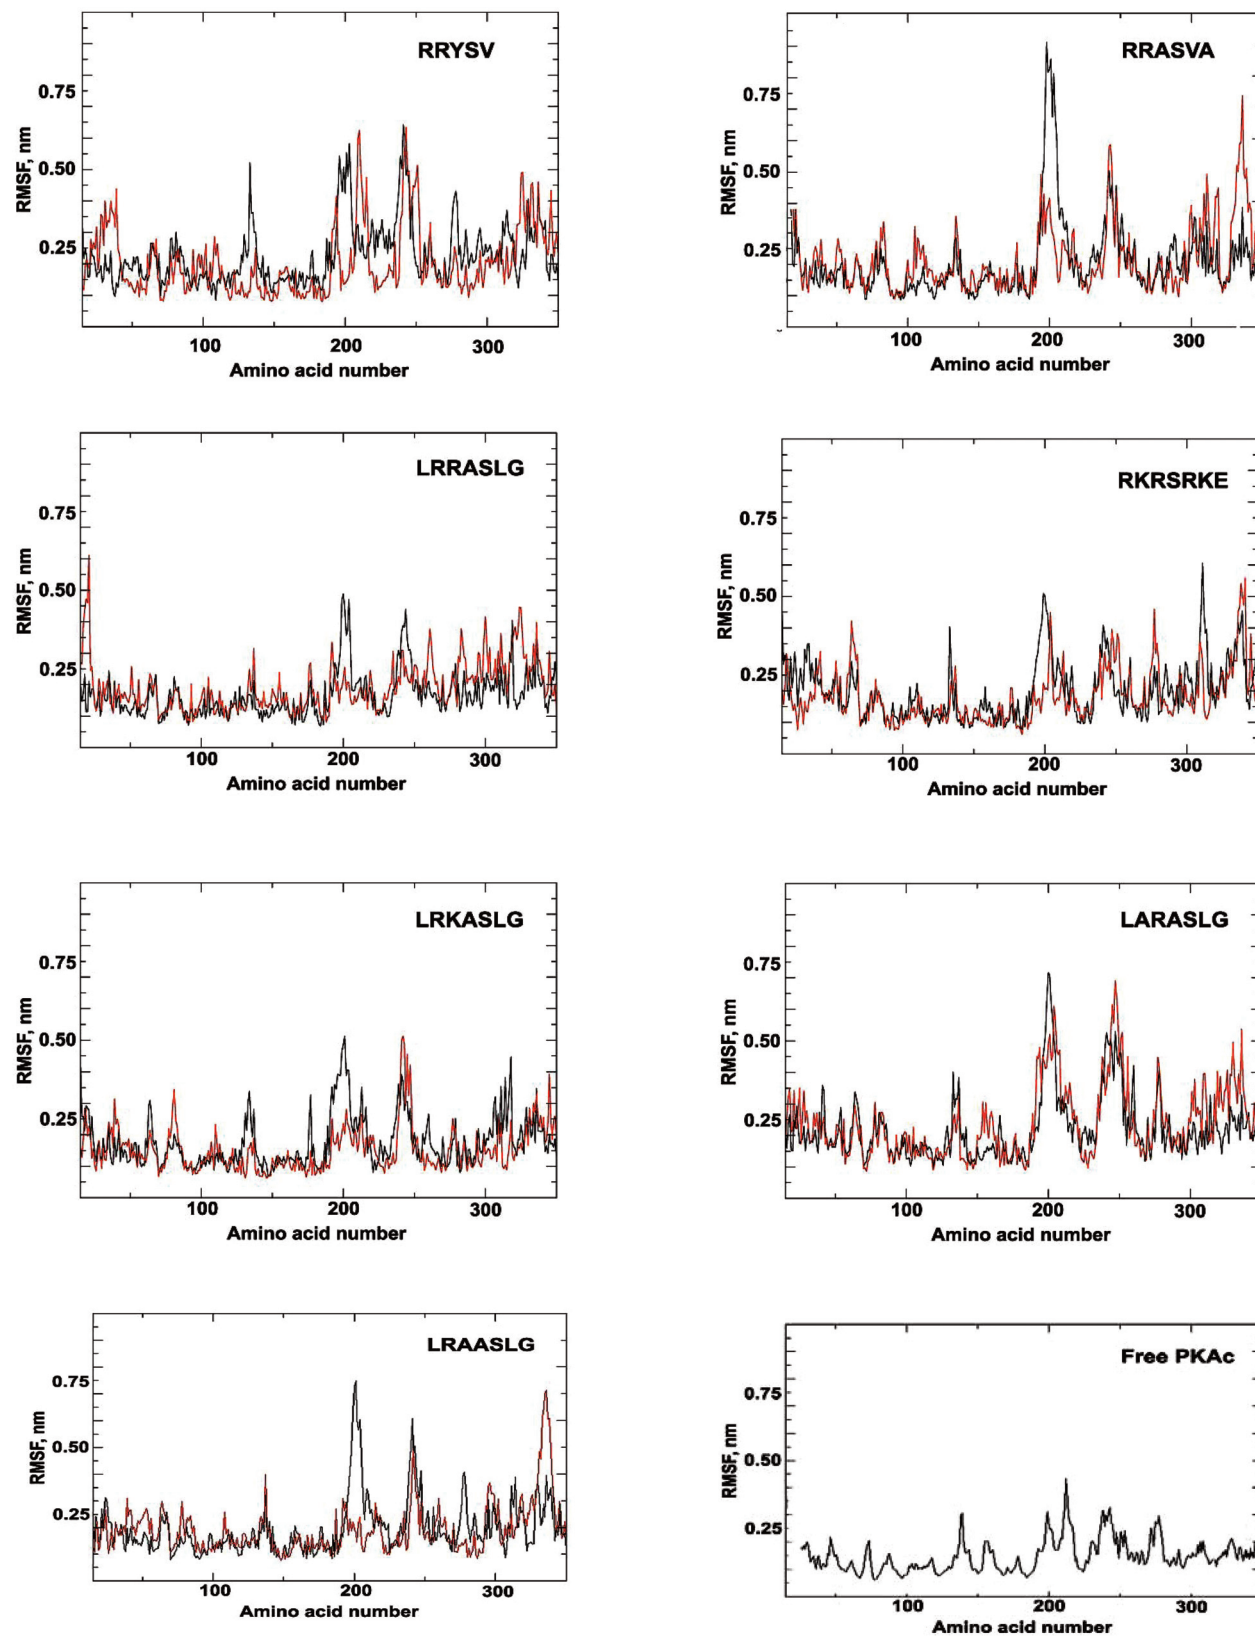 RRYSV
0.75
0.50
0.25
RMSF, nm
100 200 300
Amino acid number
RRASVA
0.75
0.50
0.25
RMSF, nm
100 200 300
Amino acid number
LRRASLG
0.75
0.50
0.25
RMSF, nm
100 200 300
Amino acid number
RKRSRKE
0.75
0.50
0.25
RMSF, nm
100 200 300
Amino acid number
LRKASLG
0.75
0.50
0.25
RMSF, nm
100 200 300
Amino acid number
LARASLG
0.75
0.50
0.25
RMSF, nm
100 200 300
Amino acid number
LRAASLG
0.75
0.50
0.25
RMSF, nm
100 200 300
Amino acid number
Free PKAc
0.75
0.50
0.25
RMSF, nm
100 200 300
Amino acid number